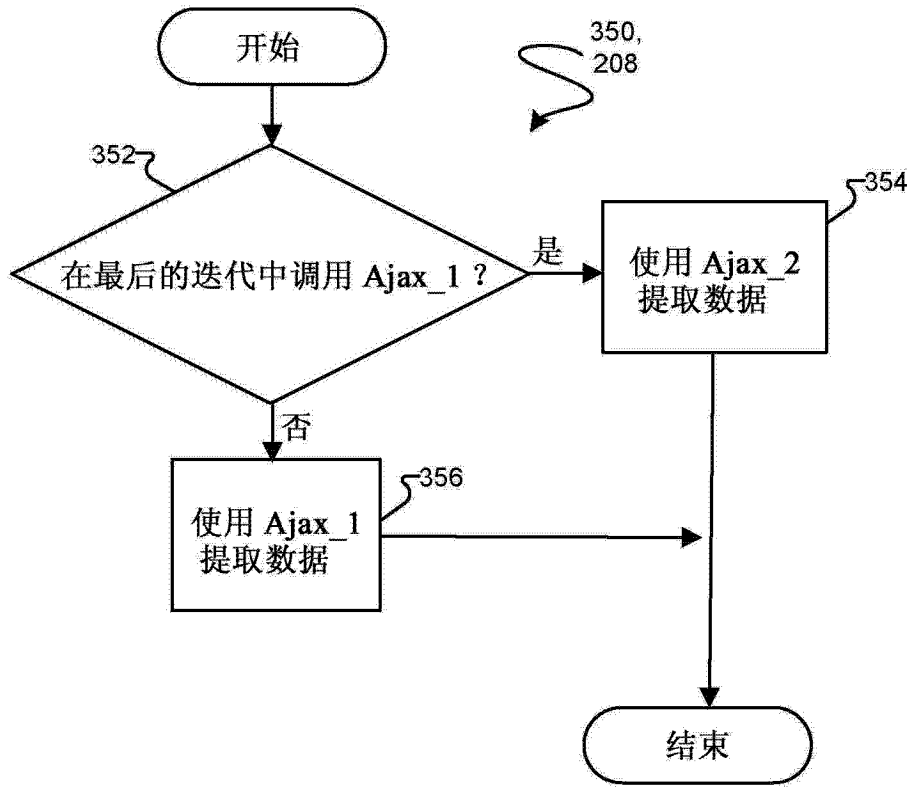 开始
350,
208
352
354
在最后的迭代中调用 Ajax_1？
是
使用 Ajax_2
提取数据
否
356
使用 Ajax_1
提取数据
结束